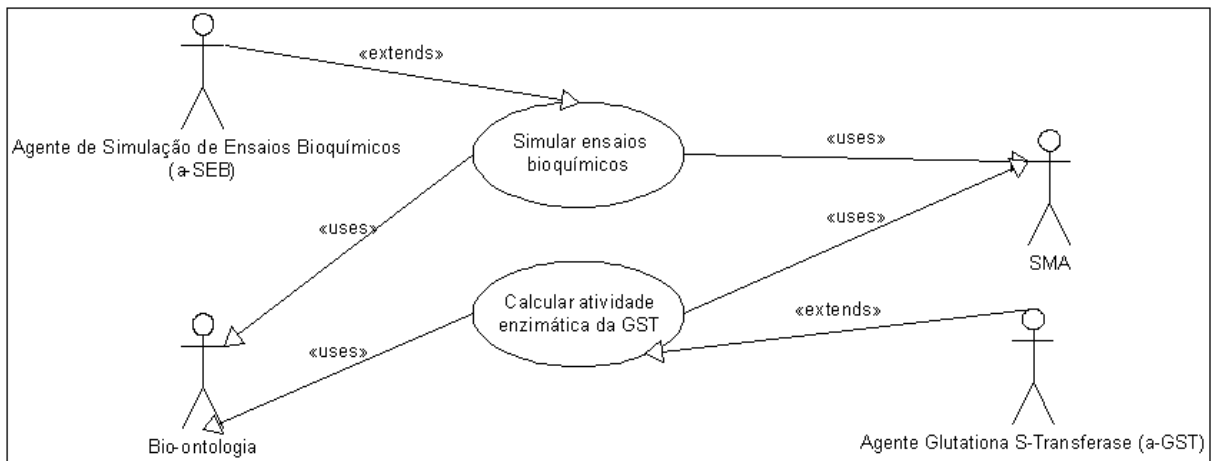 «extends»
Agente de Simulação de Ensaios Bioquímicos
(a-SEB)
Simular ensaios
bioquímicos
«uses»
«uses»
«uses»
SMA
Calcular atividade
enzimática da GST
«extends»
«uses»
Bio-ontologia
Agente Glutationa S-Transferase (a-GST)